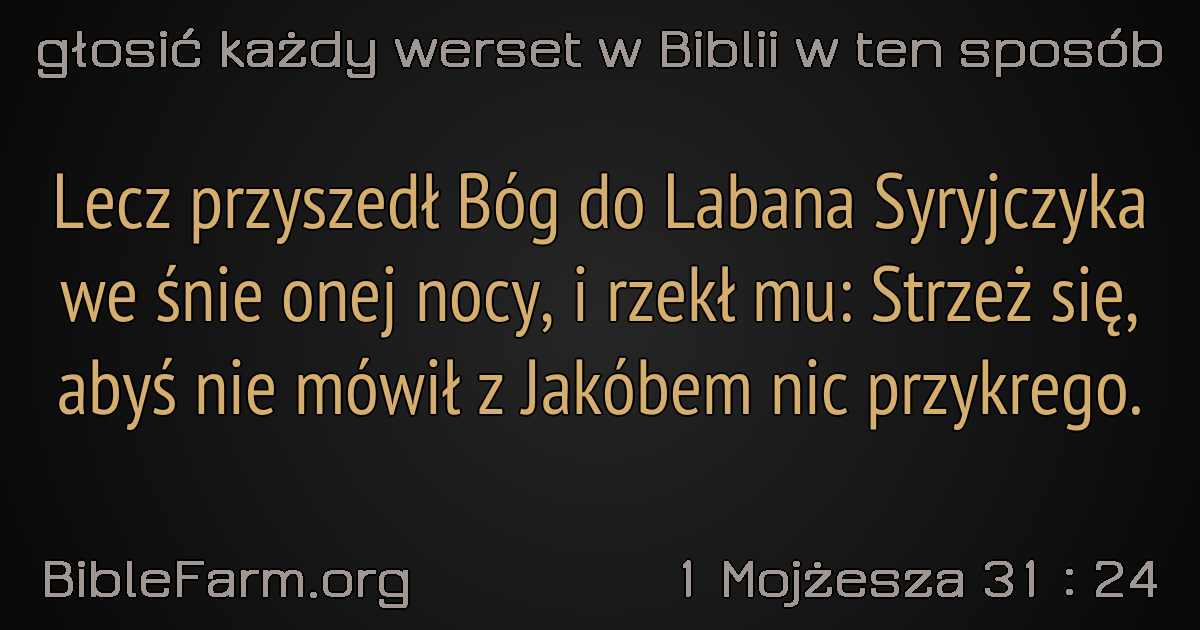 głosić każdy werset w Biblii w ten sposób
Lecz przyszedł Bóg do Labana Syryjczyka
we śnie onej nocy, i rzekł mu: Strzeż się,
abyś nie mówił z Jakóbem nic przykrego.
BibleFarm.org
1 Mojżesza 31 : 24